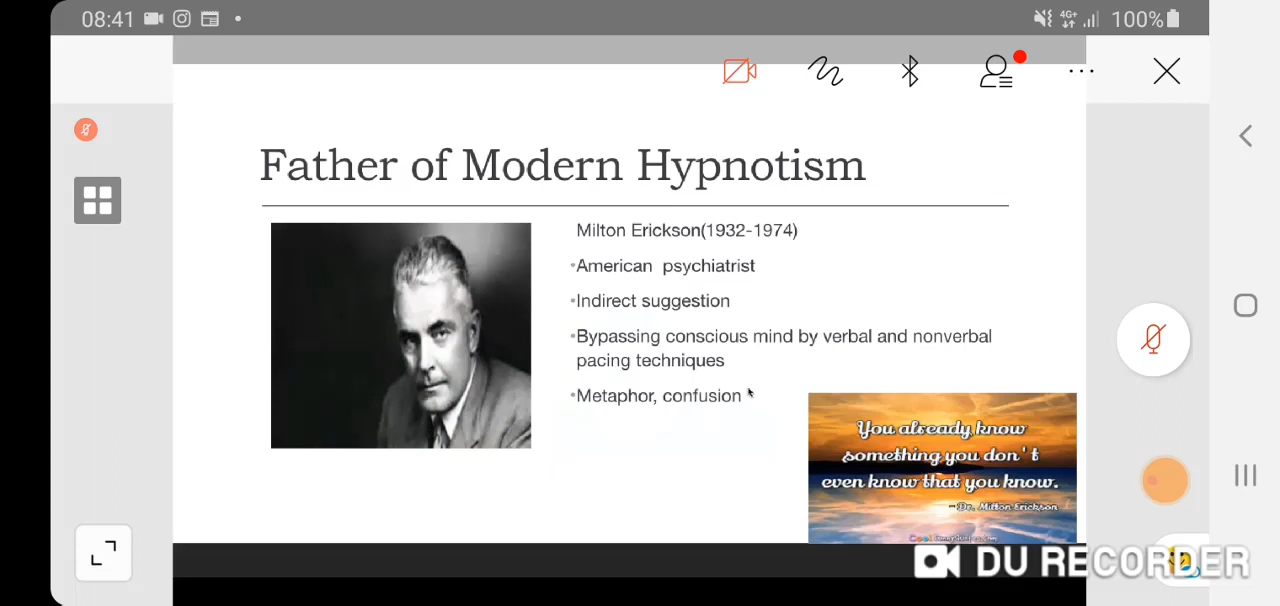 08:41
4G+
100%
Father of Modern Hypnotism
Milton Erickson(1932-1974)
•American psychiatrist
•Indirect suggestion
•Bypassing conscious mind by verbal and nonverbal
pacing techniques
•Metaphor, confusion
You already know
something you don't
even know that you know.
- Dr. Milton Erickson
DU RECORDER